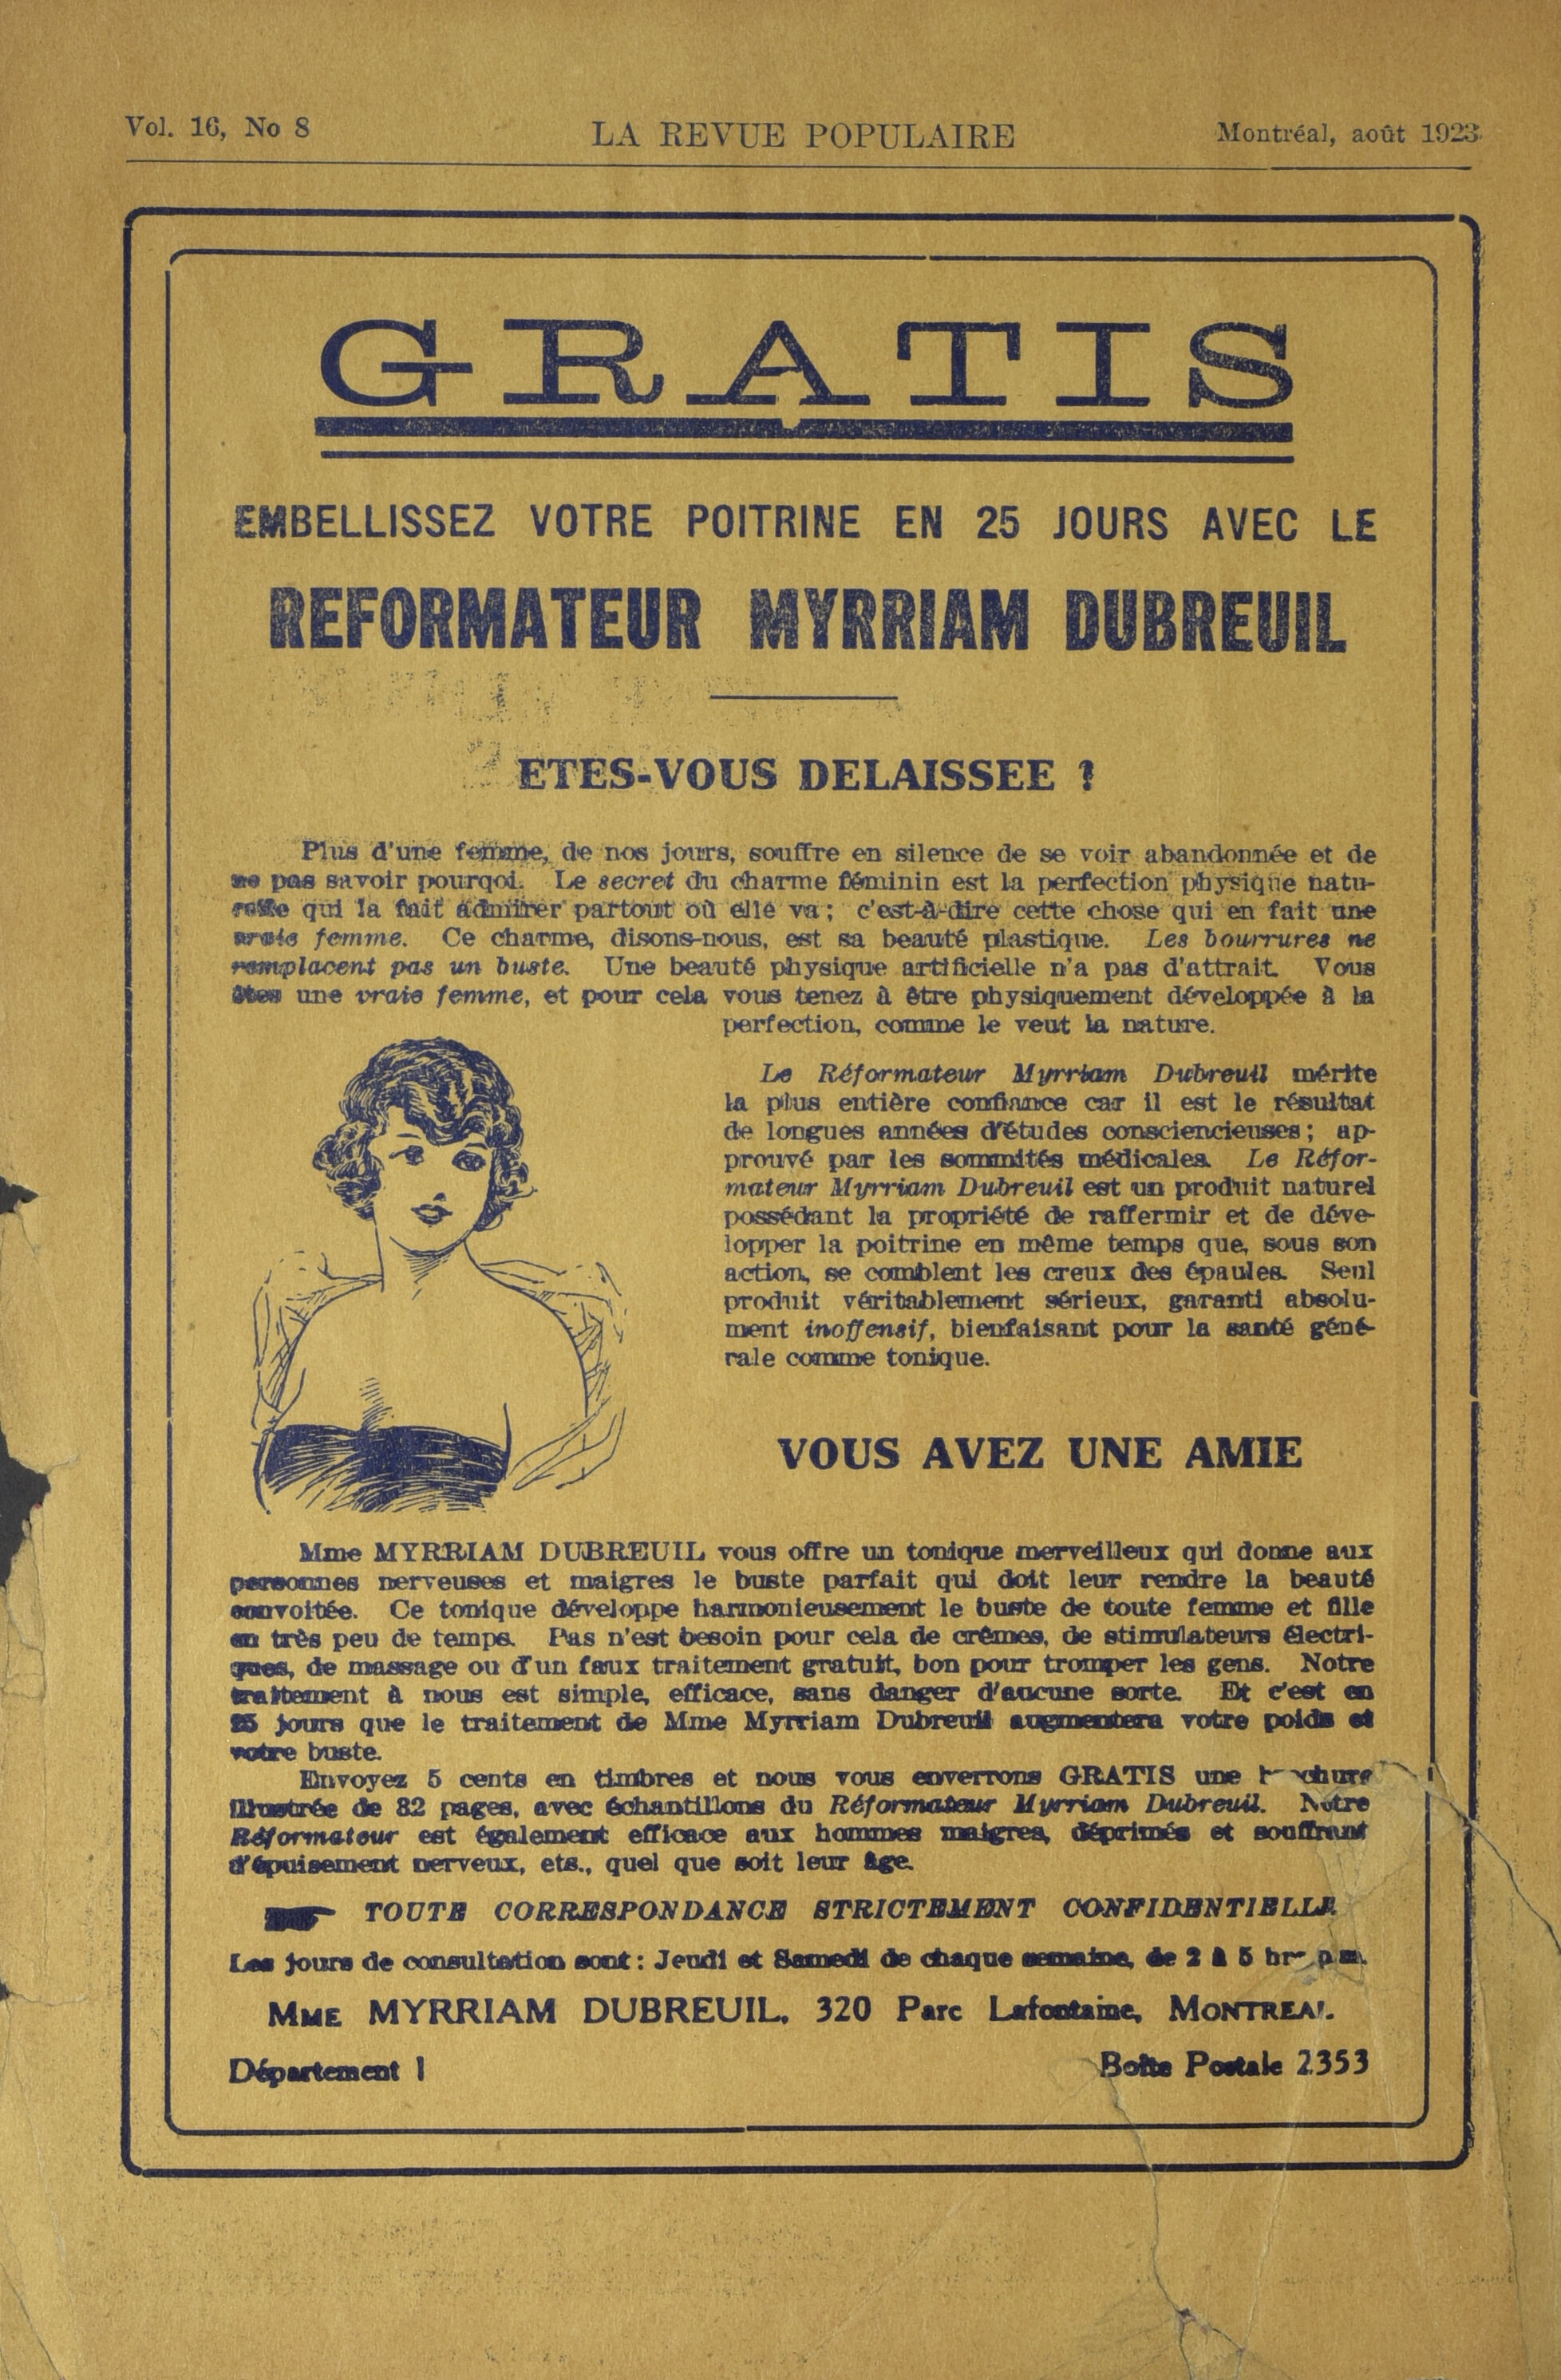 Vol. 16, No 8
LA REVUE POPULAIRE
Montréal, août 1923
GRATIS
EMBELLISSEZ VOTRE POITRINE EN 25 JOURS AVEC LE
REFORMATEUR MYRRIAM DUBREUIL
ETES-VOUS DELAISSEE ?
Plus d'une femme, de nos jours, souffre en silence de se voir abandonnée et de
ne pas savoir pourqoi. Le secret du charme féminin est la perfection physique natu-
relle qui la fait admirer partout où elle va; c'est-à-dire cette chose qui en fait une
vraie femme. Ce charme, disons-nous, est sa beauté plastique. Les bourrures ne
remplacent pas un buste. Une beauté physique artificielle n'a pas d'attrait. Vous
êtes une vraie femme, et pour cela vous tenez à être physiquement développée à la
perfection, comme le veut la nature.
Le Réformateur Myrriam Dubreuil mérite
la plus entière confiance car il est le résultat
de longues années d'études consciencieuses; ap-
prouvé par les sommités médicales. Le Réfor-
mateur Myrriam Dubreuil est un produit naturel
possédant la propriété de raffermir et de déve-
lopper la poitrine en même temps que, sous son
action, se comblent les creux des épaules. Seul
produit véritablement sérieux, garanti absolu-
ment inoffensif, bienfaisant pour la santé géné-
rale comme tonique.
VOUS AVEZ UNE AMIE
Mme MYRRIAM DUBREUIL vous offre un tonique merveilleux qui donne aux
personnes nerveuses et maigres le buste parfait qui doit leur rendre la beauté
convoitée. Ce tonique développe harmonieusement le buste de toute femme et fille
en très peu de temps. Pas n'est besoin pour cela de crêmes, de stimulateurs électri-
ques, de massage ou d'un faux traitement gratuit, bon pour tromper les gens. Notre
traitement à nous est simple, efficace, sans danger d'aucune sorte. Et c'est en
25 jours que le traitement de Mme Myrriam Dubreuil augmentera votre poids et
votre buste.
Envoyez 5 cents en timbres et nous vous enverrons GRATIS une brochure
illustrée de 32 pages, avec échantillons du Réformateur Myrriam Dubreuil. Notre
Réformateur est également efficace aux hommes maigres, déprimés et souffrant
d'épuisement nerveux, ets., quel que soit leur âge.
TOUTE CORRESPONDANCE STRICTEMENT CONFIDENTIELLE
Les jours de consultation sont: Jeudi et Samedi de chaque semaine, de 2 à 5 hrs p.m.
MME MYRRIAM DUBREUIL, 320 Parc Lafontaine, MONTREAL.
Département 1
Boîte Postale 2353